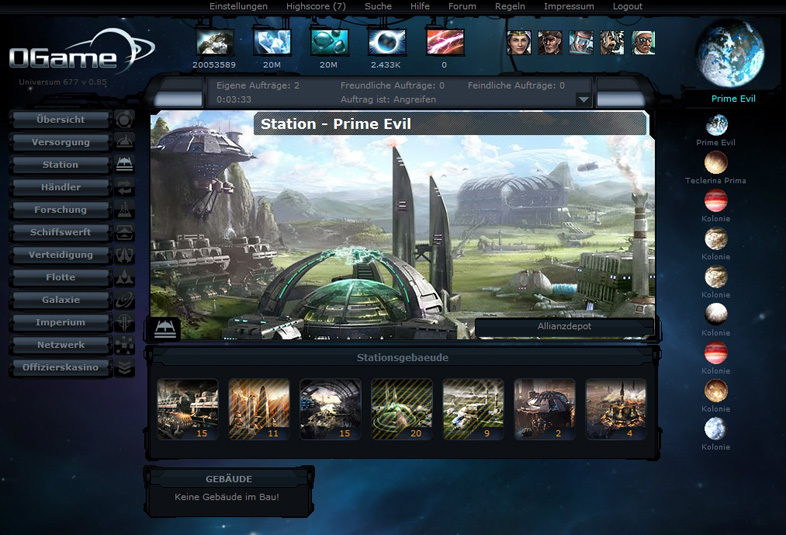 Einstellungen Highscore (7) Suche Hilfe Forum Regeln Impressum Logout
OGame
Universum 677 v 0.85
20053589 20M 20M 2.433K 0
Eigene Aufträge: 2 Freundliche Aufträge: 0 Feindliche Aufträge: 0
0:03:33 Auftrag ist: Angreifen
Prime Evil
Station - Prime Evil
Übersicht
Versorgung
Station
Händler
Forschung
Schiffswerft
Verteidigung
Flotte
Galaxie
Imperium
Netzwerk
Offizierskasino
Prime Evil
Teclerina Prima
Kolonie
Kolonie
Kolonie
Kolonie
Kolonie
Kolonie
Kolonie
Allianzdepot
Stationsgebaeude
15 11 15 20 9 2 4
GEBÄUDE
Keine Gebäude im Bau!